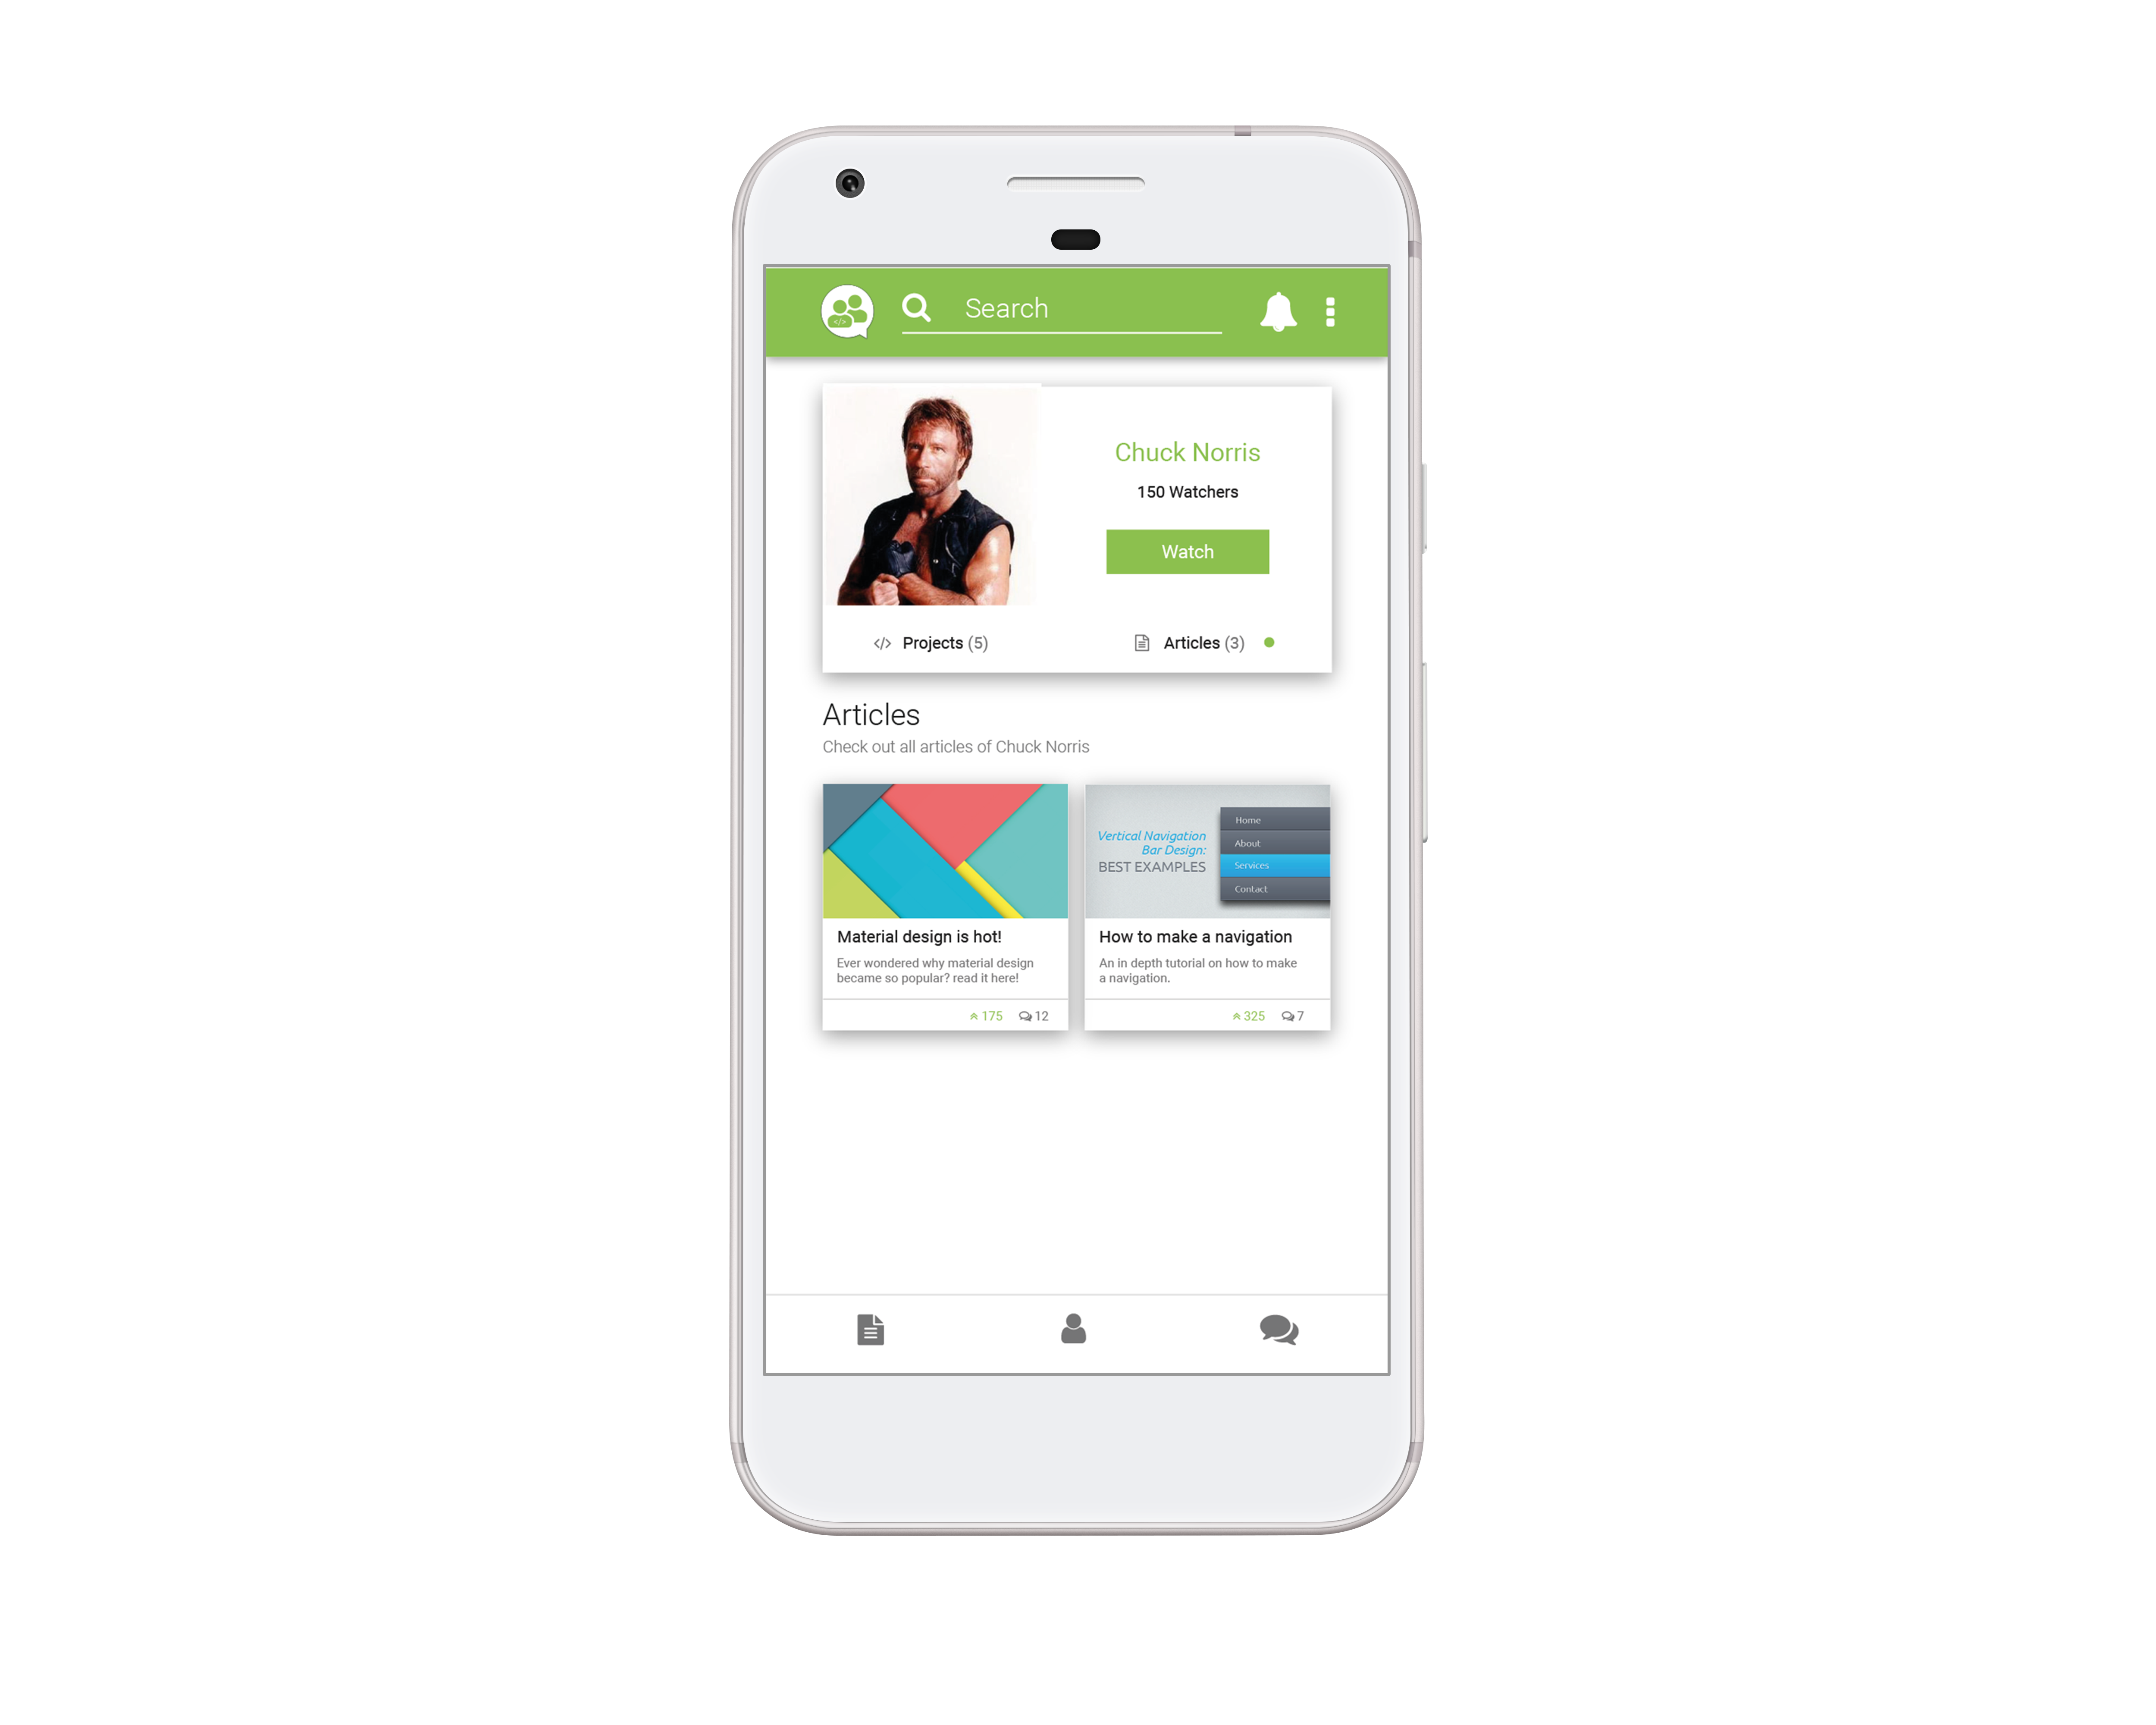 Search
Chuck Norris
150 Watchers
Watch
</> Projects (5)
Articles (3)
Articles
Check out all articles of Chuck Norris
Vertical Navigation
Bar Design:
BEST EXAMPLES
Home
About
Services
Contact
Material design is hot!
Ever wondered why material design
became so popular? read it here!
175 12
How to make a navigation
An in depth tutorial on how to make
a navigation.
325 7